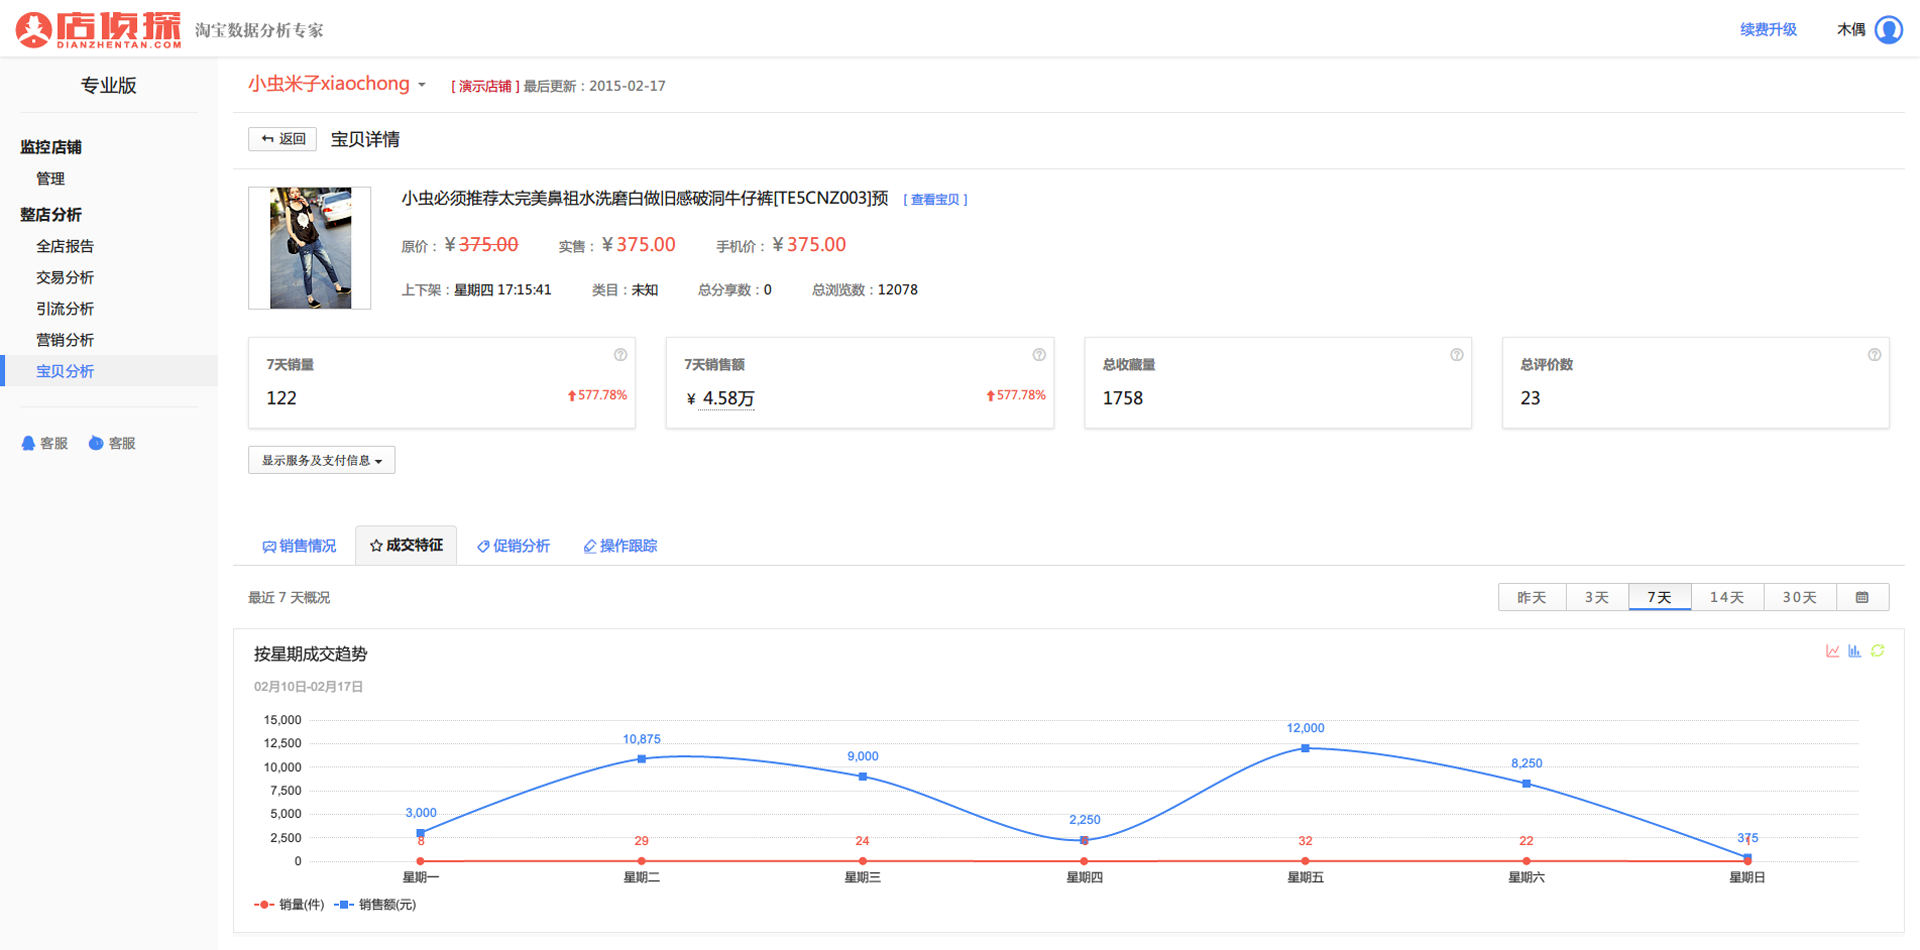 店侦探
DIANZHENTAN.COM
淘宝数据分析专家
续费升级
木偶
专业版
监控店铺
管理
整店分析
全店报告
交易分析
引流分析
营销分析
宝贝分析
客服
客服
小虫米子xiaochong
[ 演示店铺 ] 最后更新：2015-02-17
返回
宝贝详情
小虫必须推荐太完美鼻祖水洗磨白做旧感破洞牛仔裤[TE5CNZ003]预 [ 查看宝贝 ]
原价：¥375.00 实售：¥375.00 手机价：¥375.00
上下架：星期四 17:15:41 类目：未知 总分享数：0 总浏览数：12078
7天销量
122
577.78%
7天销售额
¥ 4.58万
577.78%
总收藏量
1758
总评价数
23
显示服务及支付信息
销售情况
成交特征
促销分析
操作跟踪
最近 7 天概况
昨天 3天 7天 14天 30天
按星期成交趋势
02月10日-02月17日
15,000
12,500
10,000
7,500
5,000
2,500
0
3,000
10,875
9,000
2,250
12,000
8,250
375
8
29
24
32
22
星期一
星期二
星期三
星期四
星期五
星期六
星期日
销量(件)
销售额(元)